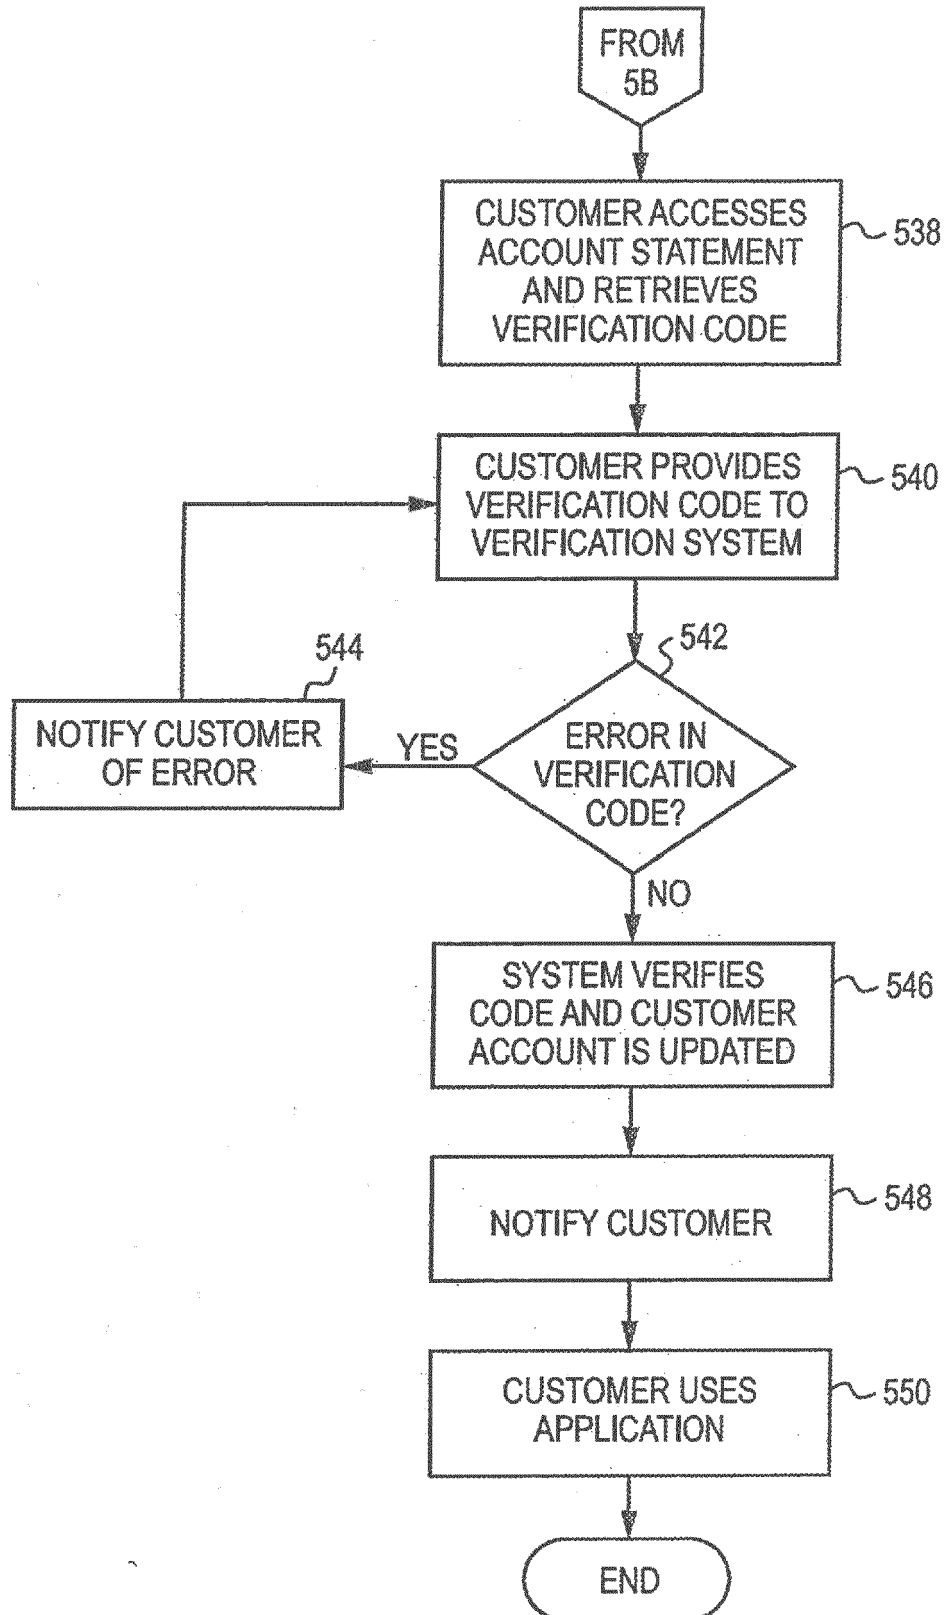 FROM
5B
CUSTOMER ACCESSES
ACCOUNT STATEMENT
AND RETRIEVES
VERIFICATION CODE
538
CUSTOMER PROVIDES
VERIFICATION CODE TO
VERIFICATION SYSTEM
540
542
544
ERROR IN
VERIFICATION
CODE?
YES
NOTIFY CUSTOMER
OF ERROR
NO
SYSTEM VERIFIES
CODE AND CUSTOMER
ACCOUNT IS UPDATED
546
NOTIFY CUSTOMER
548
CUSTOMER USES
APPLICATION
550
END